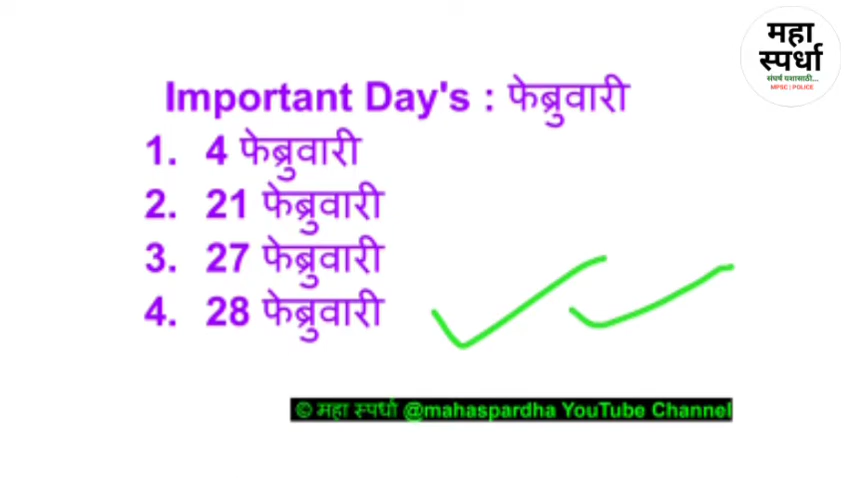 महा
स्पर्धा
संघर्ष यशासाठी...
MPSC | POLICE
Important Day's : फेब्रुवारी
1. 4 फेब्रुवारी
2. 21 फेब्रुवारी
3. 27 फेब्रुवारी
4. 28 फेब्रुवारी
© महा स्पर्धा @mahaspardha YouTube Channel